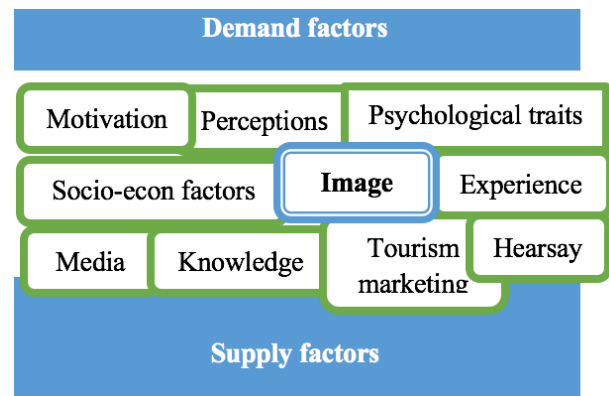 Demand factors
Motivation
Perceptions
Psychological traits
Socio-econ factors
Image
Experience
Media
Knowledge
Tourism
marketing
Hearsay
Supply factors